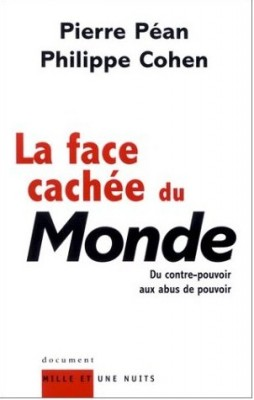 Pierre Péan
Philippe Cohen
La face
cachée du
Monde
Du contre-pouvoir
aux abus de pouvoir
document
MILLE ET UNE NUITS